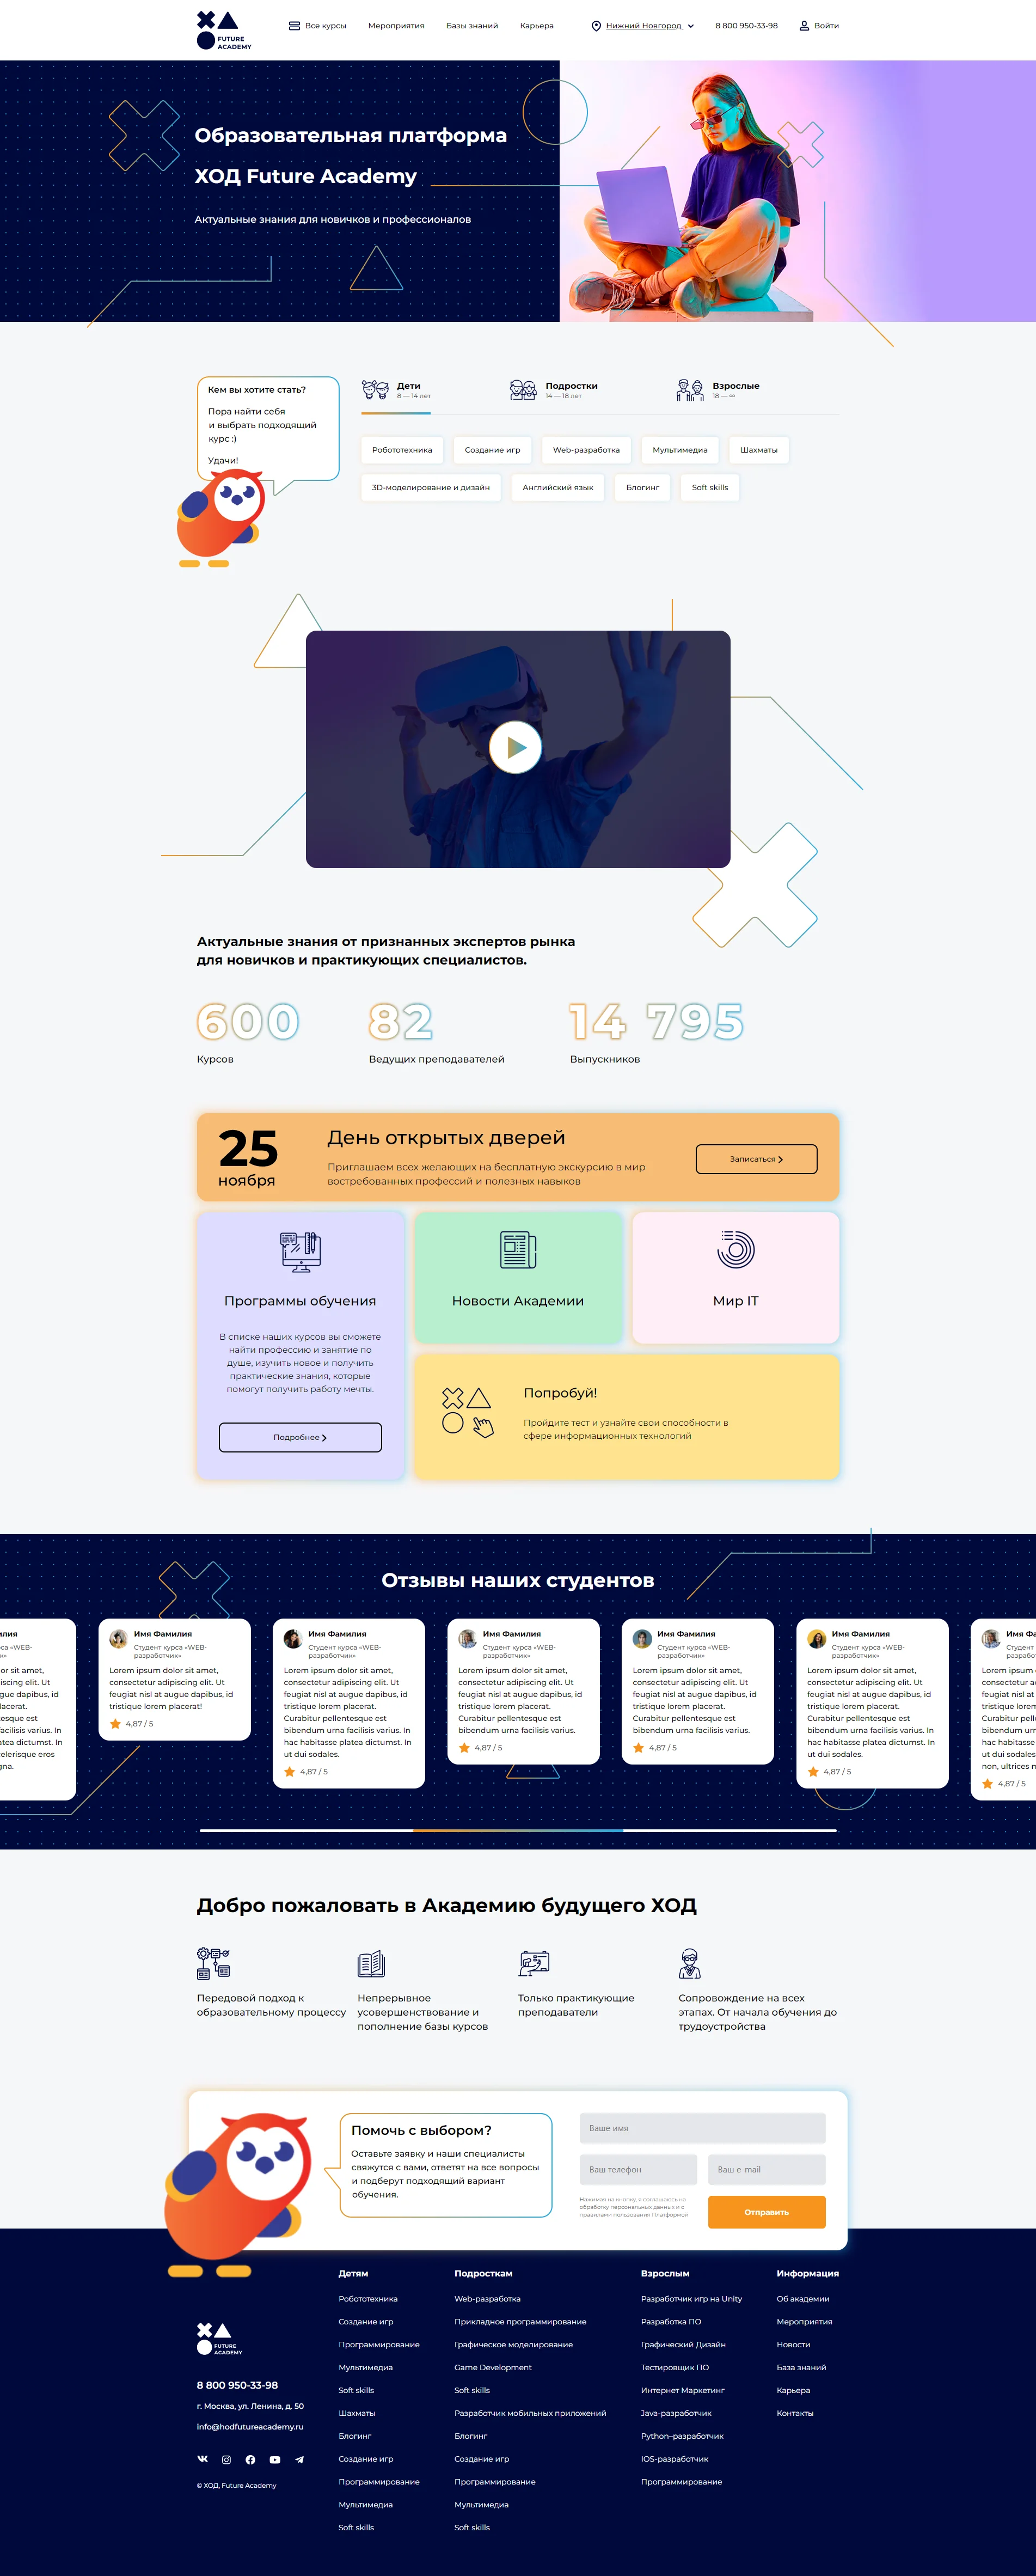 FUTURE
ACADEMY
Все курсы
Мероприятия
Базы знаний
Карьера
Нижний Новгород
8 800 950-33-98
Войти
Образовательная платформа
ХОД Future Academy
Актуальные знания для новичков и профессионалов
Кем вы хотите стать?
Пора найти себя
и выбрать подходящий
курс :)
Удачи!
Дети
8 — 14 лет
Подростки
14 — 18 лет
Взрослые
18 — ∞
Робототехника
Создание игр
Web-разработка
Мультимедиа
Шахматы
3D-моделирование и дизайн
Английский язык
Блогинг
Soft skills
Актуальные знания от признанных экспертов рынка
для новичков и практикующих специалистов.
600
82
14 795
Курсов
Ведущих преподавателей
Выпускников
25
ноября
День открытых дверей
Приглашаем всех желающих на бесплатную экскурсию в мир
востребованных профессий и полезных навыков
Записаться
Программы обучения
В списке наших курсов вы сможете
найти профессию и занятие по
душе, изучить новое и получить
практические знания, которые
помогут получить работу мечты.
Подробнее
Новости Академии
Мир IT
Попробуй!
Пройдите тест и узнайте свои способности в
сфере информационных технологий
Отзывы наших студентов
Имя Фамилия
Студент курса «WEB-
разработчик»
Lorem ipsum dolor sit amet,
consectetur adipiscing elit. Ut
feugiat nisl at augue dapibus, id
tristique lorem placerat!
4,87 / 5
Имя Фамилия
Студент курса «WEB-
разработчик»
Lorem ipsum dolor sit amet,
consectetur adipiscing elit. Ut
feugiat nisl at augue dapibus, id
tristique lorem placerat.
Curabitur pellentesque est
bibendum urna facilisis varius. In
hac habitasse platea dictumst. In
ut dui sodales.
4,87 / 5
Имя Фамилия
Студент курса «WEB-
разработчик»
Lorem ipsum dolor sit amet,
consectetur adipiscing elit. Ut
feugiat nisl at augue dapibus, id
tristique lorem placerat.
Curabitur pellentesque est
bibendum urna facilisis varius.
4,87 / 5
Имя Фамилия
Студент курса «WEB-
разработчик»
Lorem ipsum dolor sit amet,
consectetur adipiscing elit. Ut
feugiat nisl at augue dapibus, id
tristique lorem placerat.
Curabitur pellentesque est
bibendum urna facilisis varius.
4,87 / 5
Имя Фамилия
Студент курса «WEB-
разработчик»
Lorem ipsum dolor sit amet,
consectetur adipiscing elit. Ut
feugiat nisl at augue dapibus, id
tristique lorem placerat.
Curabitur pellentesque est
bibendum urna facilisis varius. In
hac habitasse platea dictumst. In
ut dui sodales.
4,87 / 5
Имя
Студент
Lorem ipsum
consectetur
feugiat nisl
tristique
Curabitur
bibendum
hac habitasse
ut dui sodales
non, ultrices
4,87 / 5
Добро пожаловать в Академию будущего ХОД
Передовой подход к
образовательному процессу
Непрерывное
усовершенствование и
пополнение базы курсов
Только практикующие
преподаватели
Сопровождение на всех
этапах. От начала обучения до
трудоустройства
Помочь с выбором?
Оставьте заявку и наши специалисты
свяжутся с вами, ответят на все вопросы
и подберут подходящий вариант
обучения.
Ваше имя
Ваш телефон
Ваш e-mail
Нажимая на кнопку, я соглашаюсь на
обработку персональных данных и с
правилами пользования Платформой
Отправить
FUTURE
ACADEMY
8 800 950-33-98
г. Москва, ул. Ленина, д. 50
info@hodfutureacademy.ru
© ХОД, Future Academy
Детям
Робототехника
Создание игр
Программирование
Мультимедиа
Soft skills
Шахматы
Блогинг
Создание игр
Программирование
Мультимедиа
Soft skills
Подросткам
Web-разработка
Прикладное программирование
Графическое моделирование
Game Development
Soft skills
Разработчик мобильных приложений
Блогинг
Создание игр
Программирование
Мультимедиа
Soft skills
Взрослым
Разработчик игр на Unity
Разработка ПО
Графический Дизайн
Тестировщик ПО
Интернет Маркетинг
Java-разработчик
Python–разработчик
IOS-разработчик
Программирование
Информация
Об академии
Мероприятия
Новости
База знаний
Карьера
Контакты